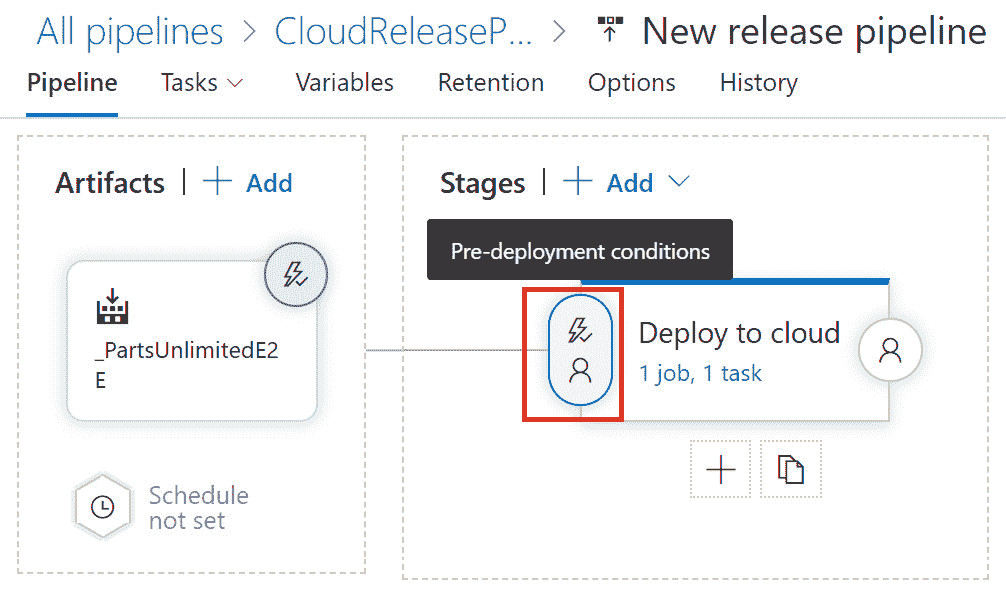 All pipelines > CloudReleaseP... > New release pipeline
Pipeline Tasks Variables Retention Options History
Artifacts | + Add
Stages | + Add
Pre-deployment conditions
_PartsUnlimitedE2
E
Deploy to cloud
1 job, 1 task
Schedule
not set